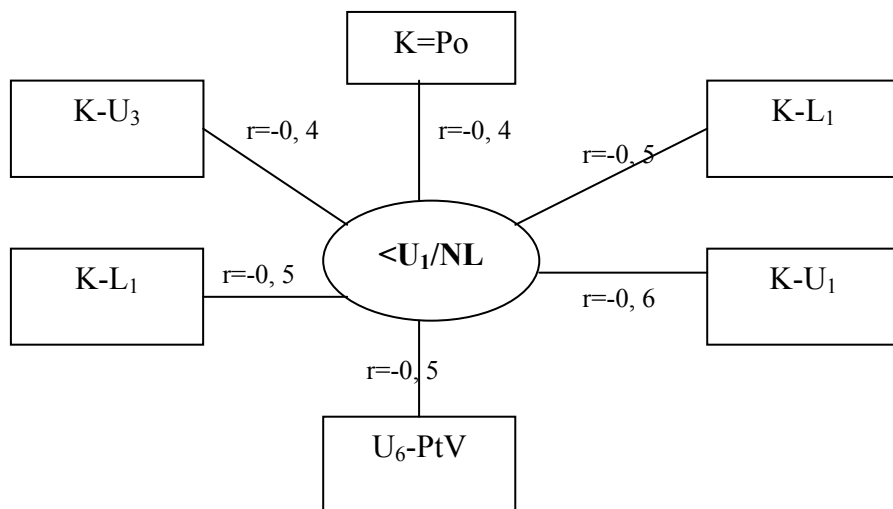 K=Po
K-U₃
r=-0, 4
r=-0, 4
K-L₁
r=-0, 5
<U₁/NL
K-L₁
r=-0, 5
K-U₁
r=-0, 6
r=-0, 5
U₆-PtV